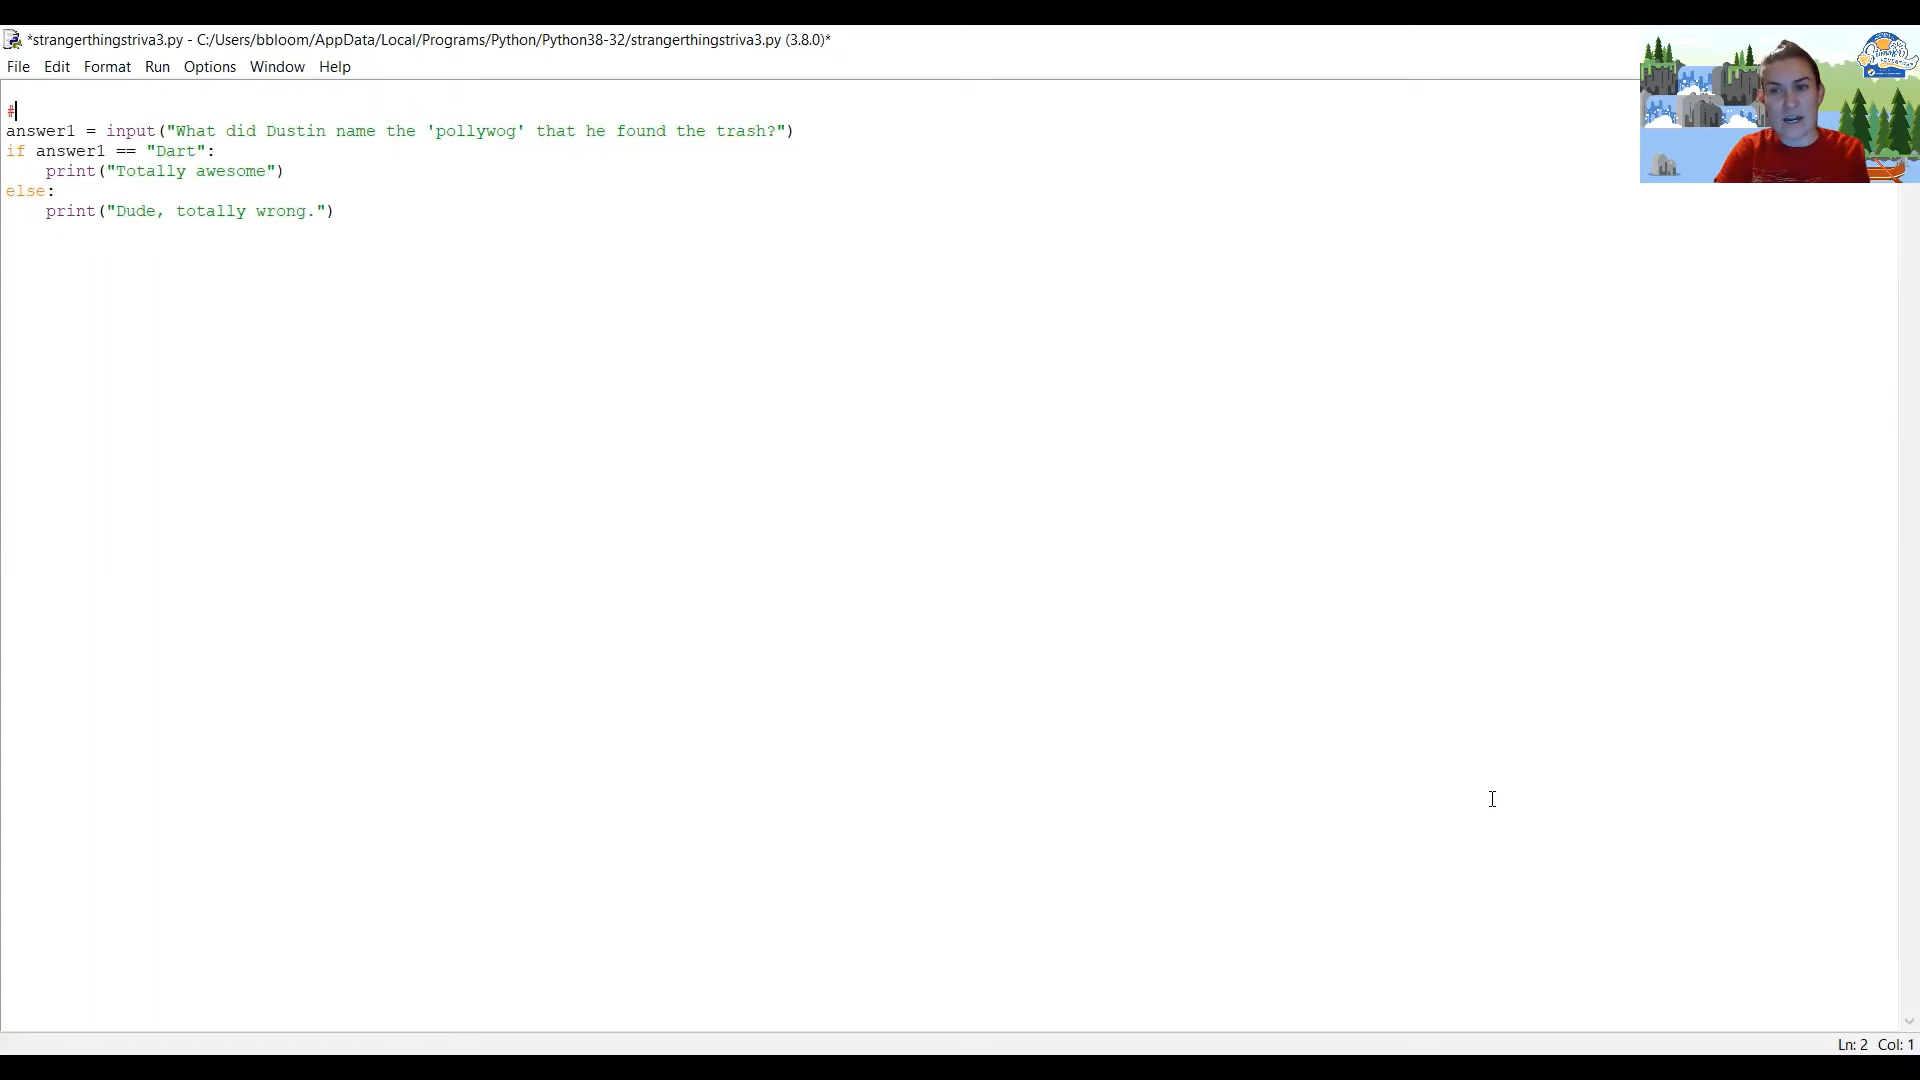 *strangerthingstriva3.py - C:/Users/bbloom/AppData/Local/Programs/Python/Python38-32/strangerthingstriva3.py (3.8.0)*
File Edit Format Run Options Window Help
#
answer1 = input("What did Dustin name the 'pollywog' that he found the trash?")
if answer1 == "Dart":
    print("Totally awesome")
else:
    print("Dude, totally wrong.")
Ln: 2 Col: 1